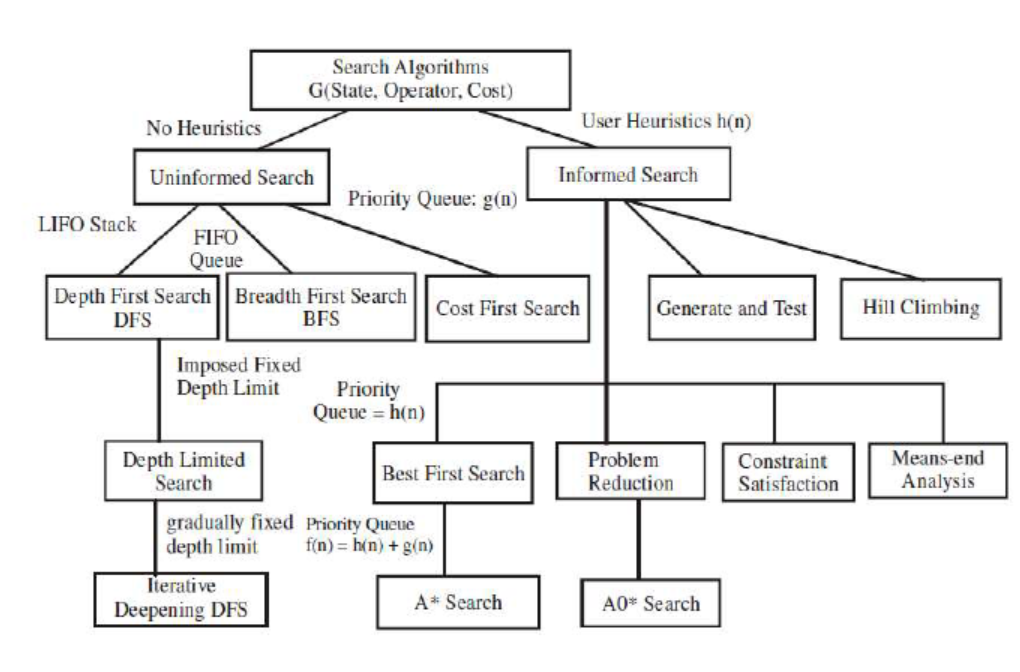 Search Algorithms
G(State, Operator, Cost)
No Heuristics
User Heuristics h(n)
Uninformed Search
Informed Search
Priority Queue: g(n)
LIFO Stack
FIFO
Queue
Depth First Search
DFS
Breadth First Search
BFS
Cost First Search
Generate and Test
Hill Climbing
Imposed Fixed
Depth Limit
Priority
Queue = h(n)
Depth Limited
Search
Best First Search
Problem
Reduction
Constraint
Satisfaction
Means-end
Analysis
gradually fixed
depth limit
Priority Queue
f(n) = h(n) + g(n)
Iterative
Deepening DFS
A* Search
A0* Search